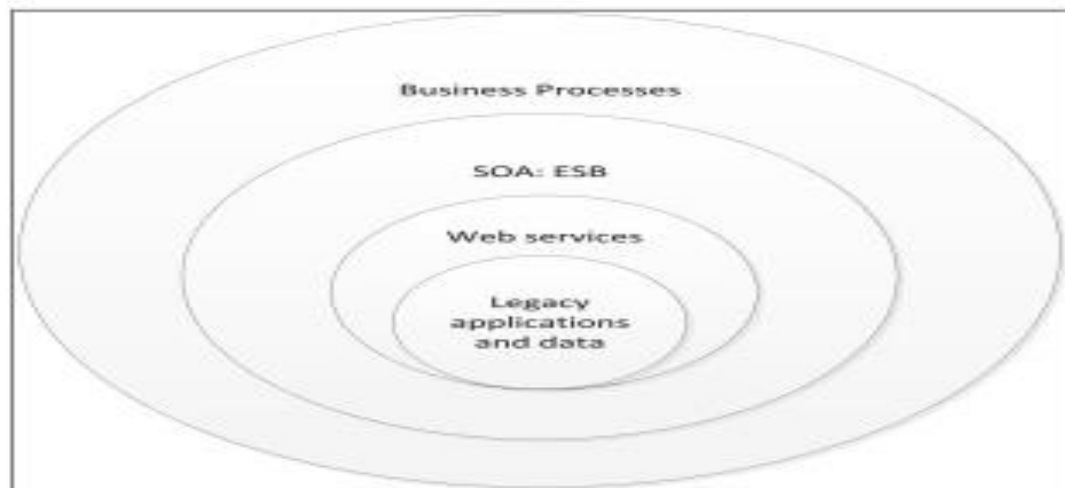 Business Processes
SOA: ESB
Web services
Legacy
applications
and data